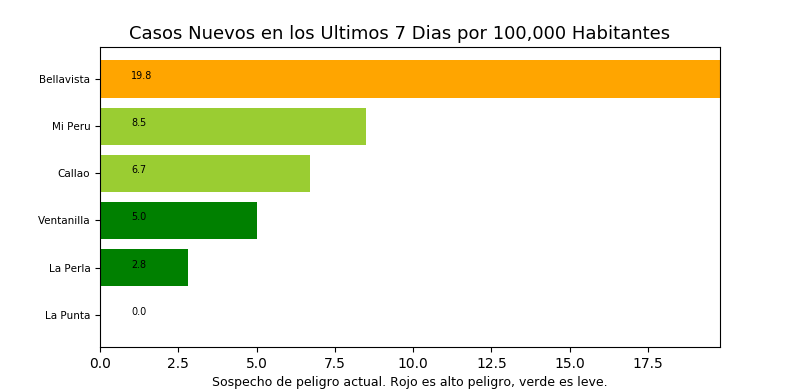 Casos Nuevos en los Ultimos 7 Dias por 100,000 Habitantes
Bellavista 19.8
Mi Peru 8.5
Callao 6.7
Ventanilla 5.0
La Perla 2.8
La Punta 0.0
0.0 2.5 5.0 7.5 10.0 12.5 15.0 17.5
Sospecho de peligro actual. Rojo es alto peligro, verde es leve.